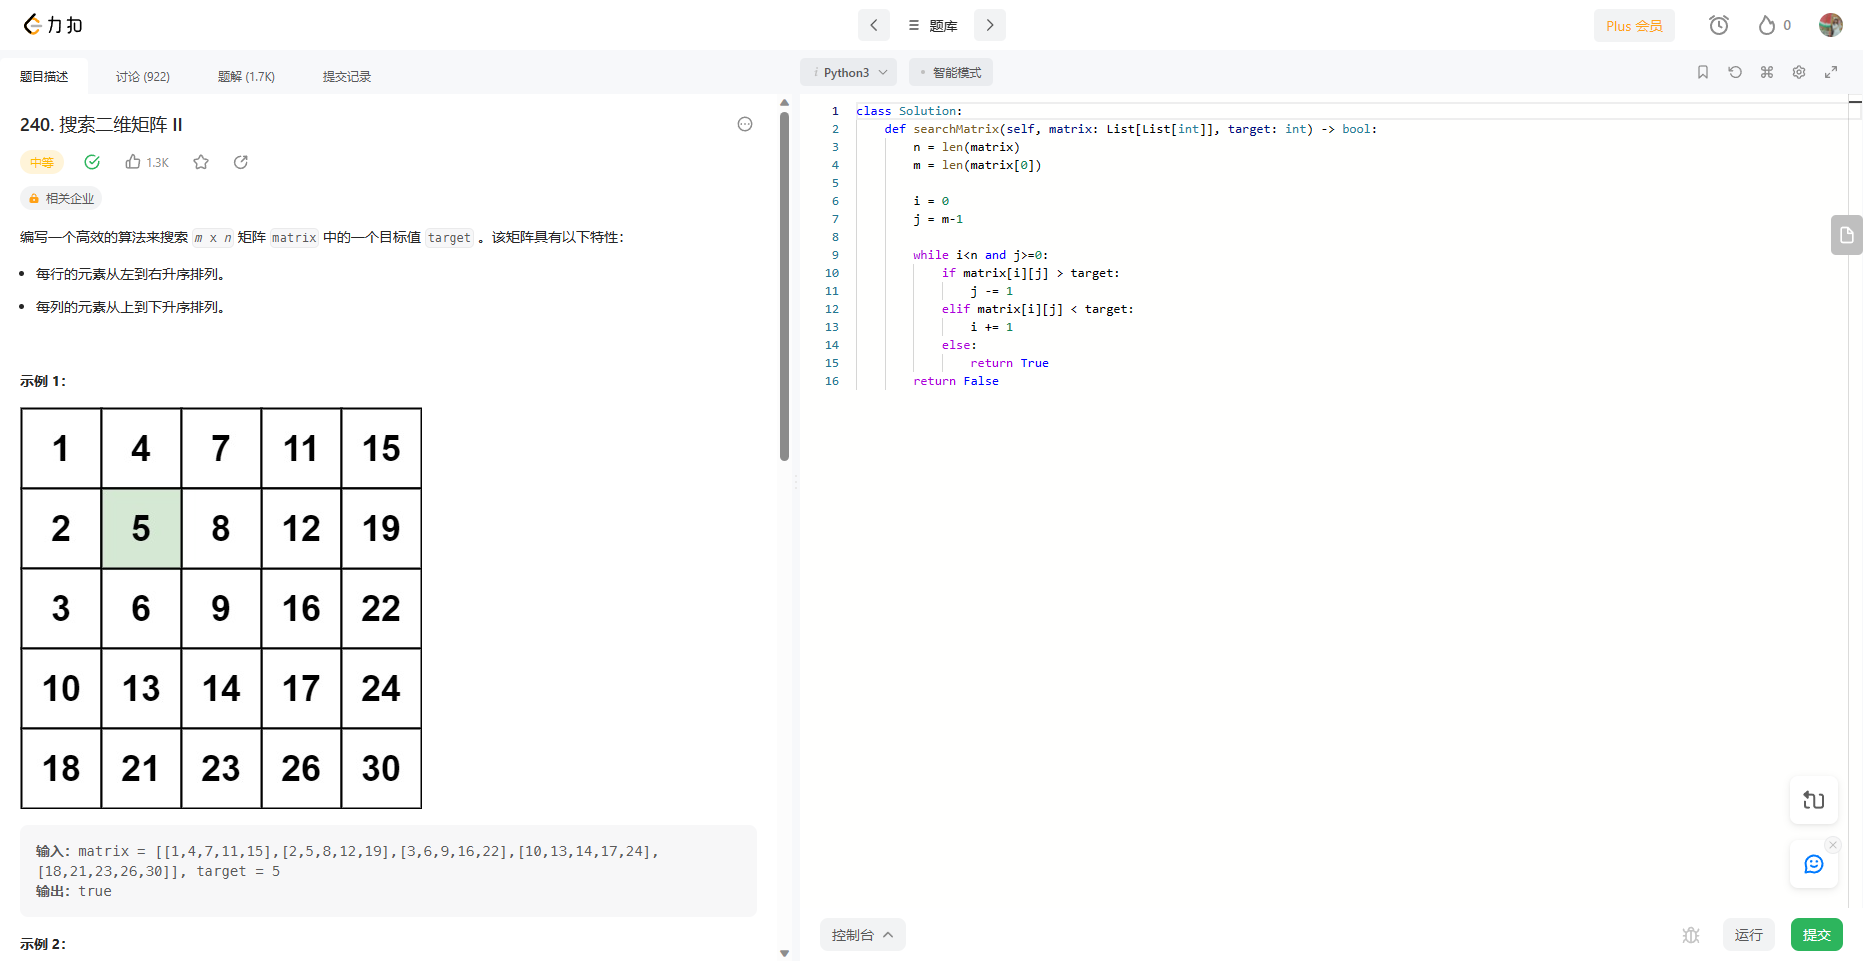 力扣
题库
Plus 会员
0
题目描述
讨论 (922)
题解 (1.7K)
提交记录
240. 搜索二维矩阵 II
中等
1.3K
相关企业
编写一个高效的算法来搜索 m x n 矩阵 matrix 中的一个目标值 target 。该矩阵具有以下特性：
每行的元素从左到右升序排列。
每列的元素从上到下升序排列。
示例 1：
1 4 7 11 15
2 5 8 12 19
3 6 9 16 22
10 13 14 17 24
18 21 23 26 30
输入：matrix = [[1,4,7,11,15],[2,5,8,12,19],[3,6,9,16,22],[10,13,14,17,24],
[18,21,23,26,30]], target = 5
输出：true
示例 2：
i Python3
智能模式
1 class Solution:
2     def searchMatrix(self, matrix: List[List[int]], target: int) -> bool:
3         n = len(matrix)
4         m = len(matrix[0])
5
6         i = 0
7         j = m-1
8
9         while i<n and j>=0:
10             if matrix[i][j] > target:
11                 j -= 1
12             elif matrix[i][j] < target:
13                 i += 1
14             else:
15                 return True
16         return False
控制台
运行
提交